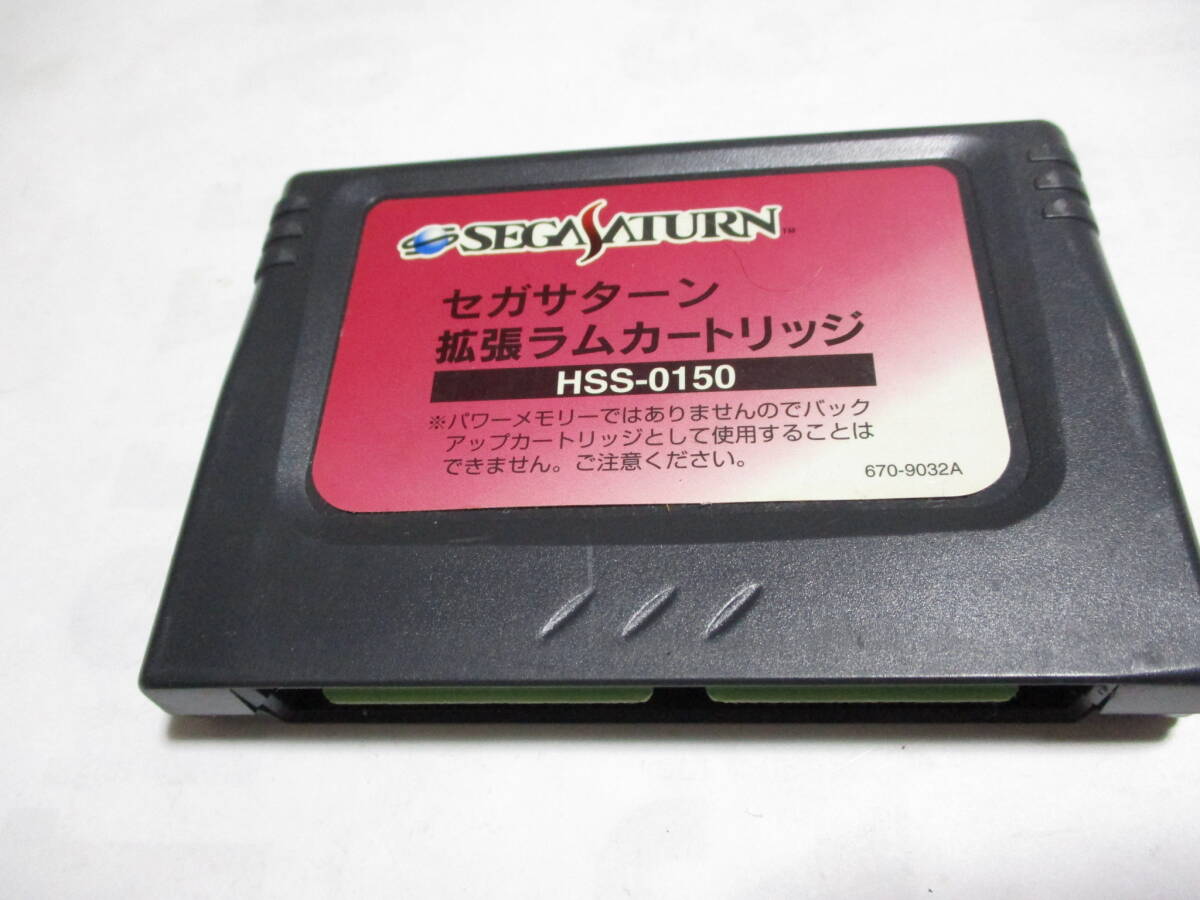 SEGASATURN™
セガサターン
拡張ラムカートリッジ
HSS-0150
※パワーメモリーではありませんのでバック
アップカートリッジとして使用することは
できません。ご注意ください。
670-9032A